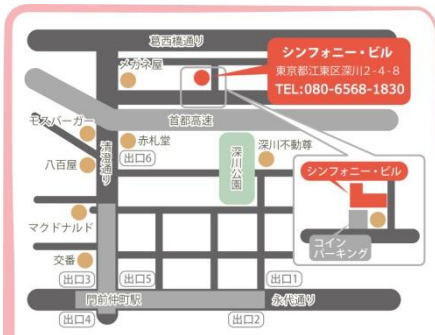 葛西橋通り
シンフォニー・ビル
東京都江東区深川2-4-8
TEL:080-6568-1830
メガネ屋
モスバーガー
首都高速
赤札堂
出口6
清澄通り
八百屋
深川公園
深川不動尊
シンフォニー・ビル
コイン
パーキング
マクドナルド
交番
出口3
出口5
出口1
門前仲町駅
永代通り
出口4
出口2